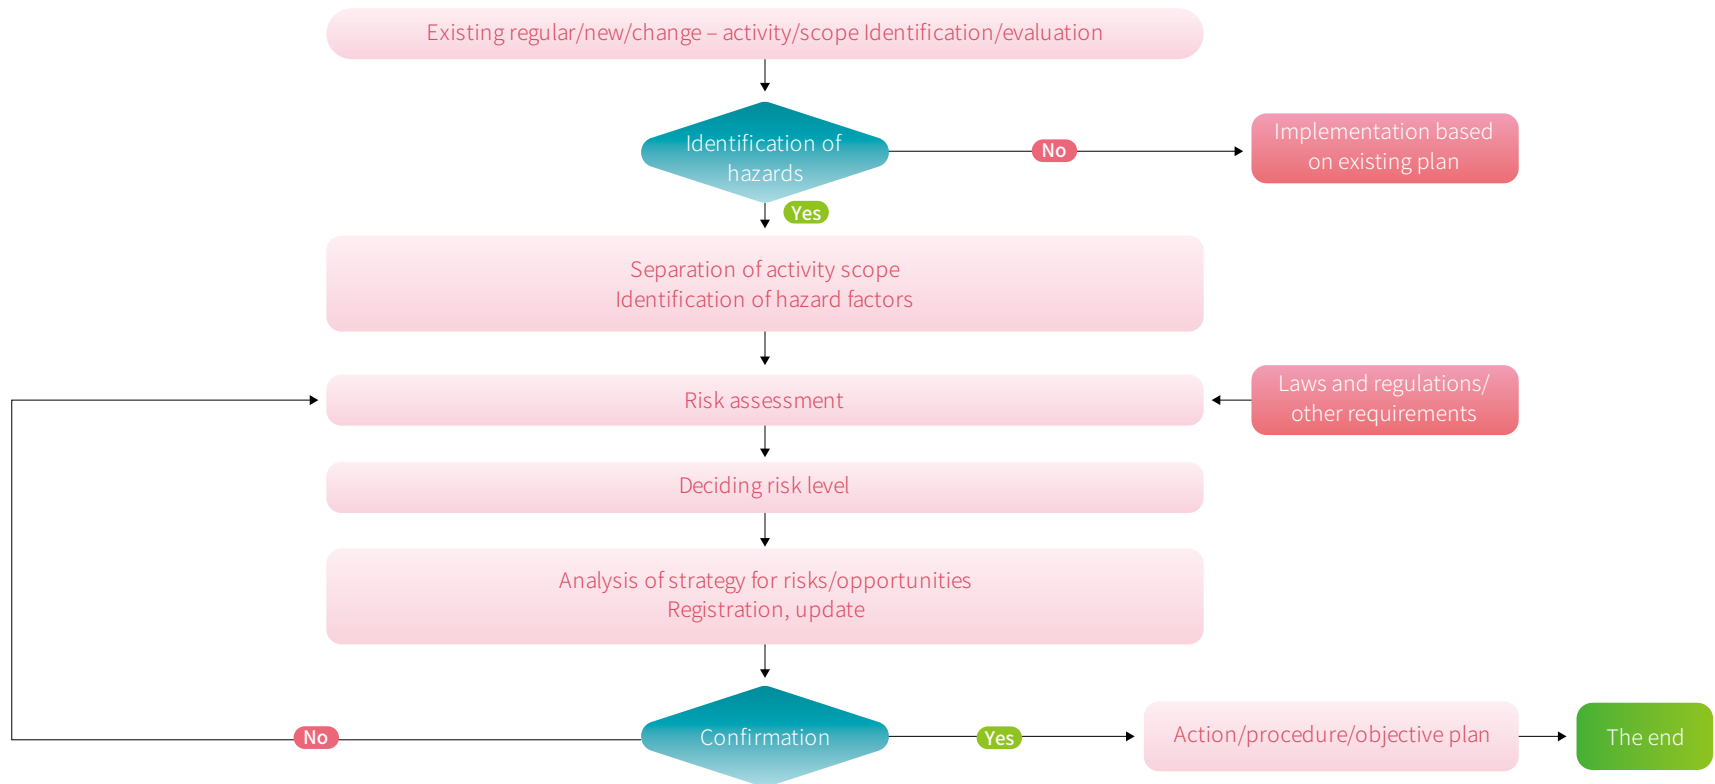 Existing regular/new/change – activity/scope Identification/evaluation
Identification of
hazards
No
Implementation based
on existing plan
Yes
Separation of activity scope
Identification of hazard factors
Risk assessment
Laws and regulations/
other requirements
Deciding risk level
Analysis of strategy for risks/opportunities
Registration, update
No
Confirmation
Yes
Action/procedure/objective plan
The end